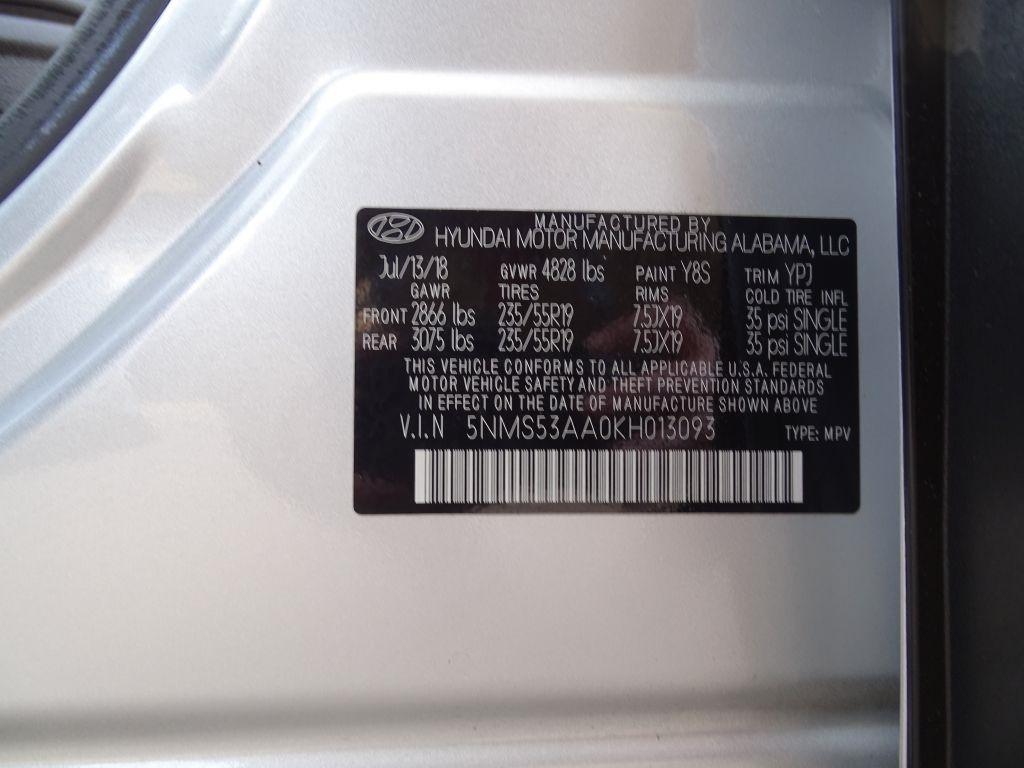 MANUFACTURED BY
HYUNDAI MOTOR MANUFACTURING ALABAMA, LLC
Jul/13/18 GVWR 4828 lbs PAINT Y8S TRIM YPJ
GAWR TIRES RIMS COLD TIRE INFL
FRONT 2866 lbs 235/55R19 7.5JX19 35 psi SINGLE
REAR 3075 lbs 235/55R19 7.5JX19 35 psi SINGLE
THIS VEHICLE CONFORMS TO ALL APPLICABLE U.S.A. FEDERAL
MOTOR VEHICLE SAFETY AND THEFT PREVENTION STANDARDS
IN EFFECT ON THE DATE OF MANUFACTURE SHOWN ABOVE
V.I.N 5NMS53AA0KH013093 TYPE: MPV